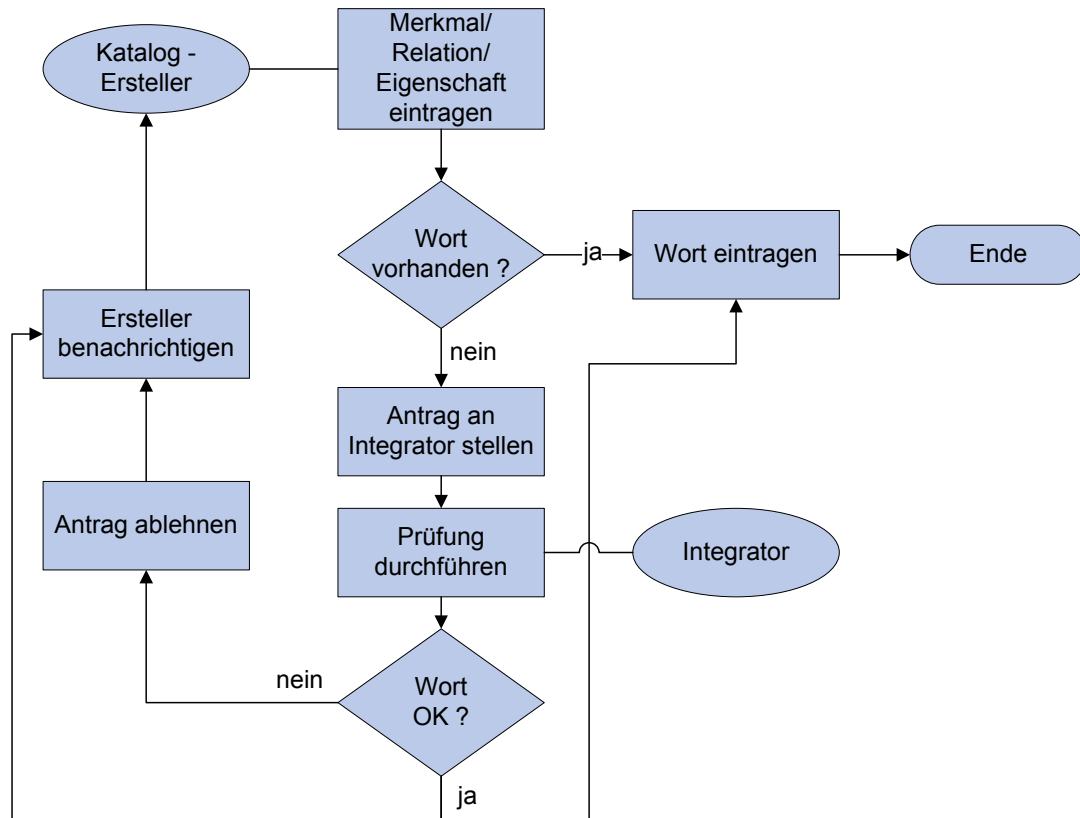 Katalog -
Ersteller
Merkmal/
Relation/
Eigenschaft
eintragen
Wort
vorhanden ?
ja
Wort eintragen
Ende
Ersteller
benachrichtigen
nein
Antrag an
Integrator stellen
Antrag ablehnen
Prüfung
durchführen
Integrator
nein
Wort
OK ?
ja